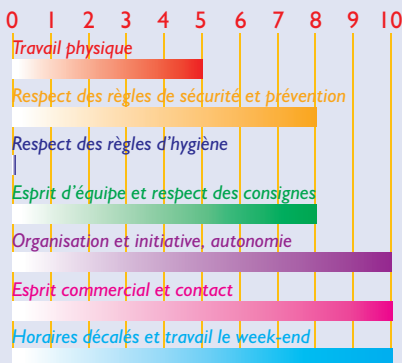 0 1 2 3 4 5 6 7 8 9 10
Travail physique
Respect des règles de sécurité et prévention
Respect des règles d'hygiène
Esprit d'équipe et respect des consignes
Organisation et initiative, autonomie
Esprit commercial et contact
Horaires décalés et travail le week-end